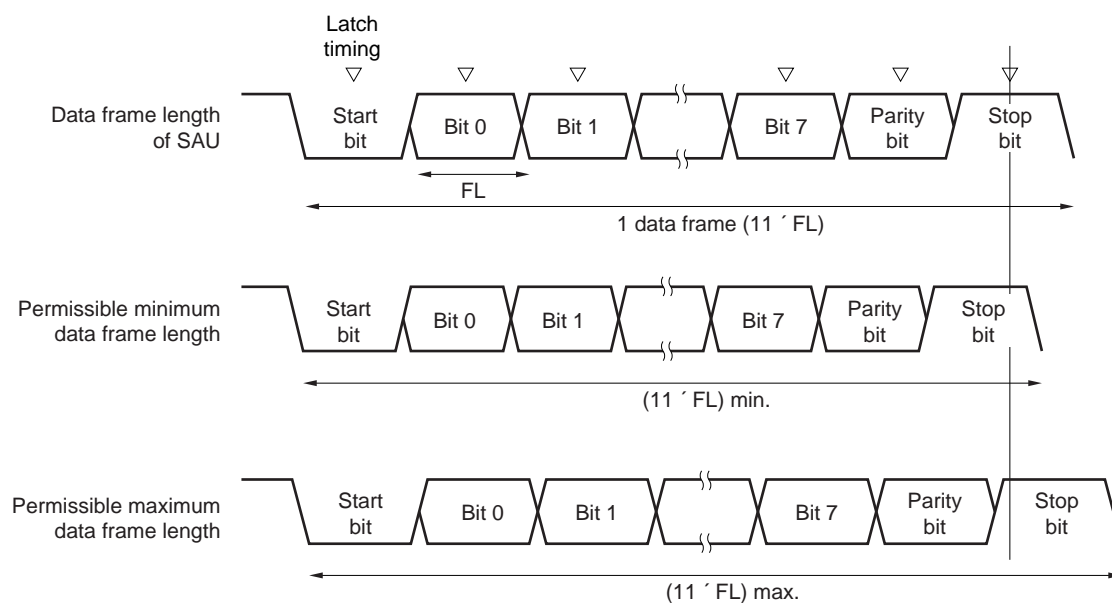 Latch
timing
Data frame length
of SAU
Start
bit
Bit 0
Bit 1
Bit 7
Parity
bit
Stop
bit
FL
1 data frame (11 ´ FL)
Permissible minimum
data frame length
Start
bit
Bit 0
Bit 1
Bit 7
Parity
bit
Stop
bit
(11 ´ FL) min.
Permissible maximum
data frame length
Start
bit
Bit 0
Bit 1
Bit 7
Parity
bit
Stop
bit
(11 ´ FL) max.